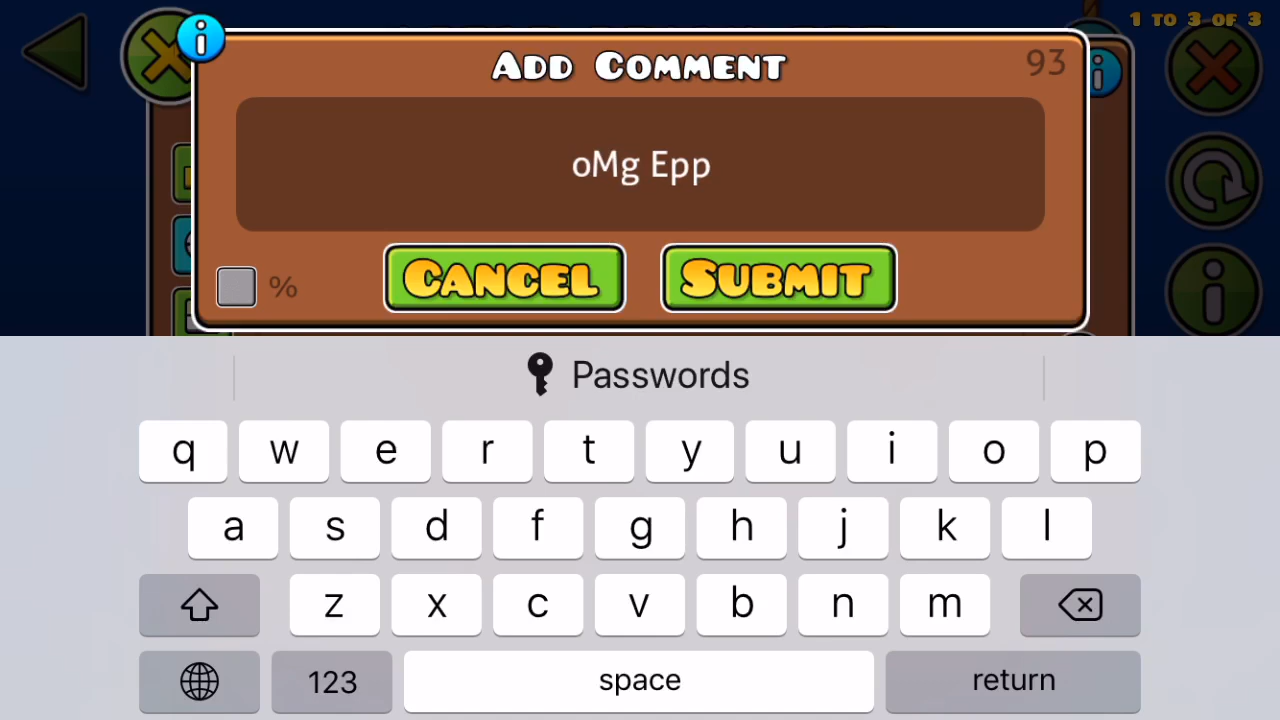 1 TO 3 OF 3
ADD COMMENT
93
oMg Epp
CANCEL
SUBMIT
%
Passwords
q w e r t y u i o p
a s d f g h j k l
z x c v b n m
123 space return